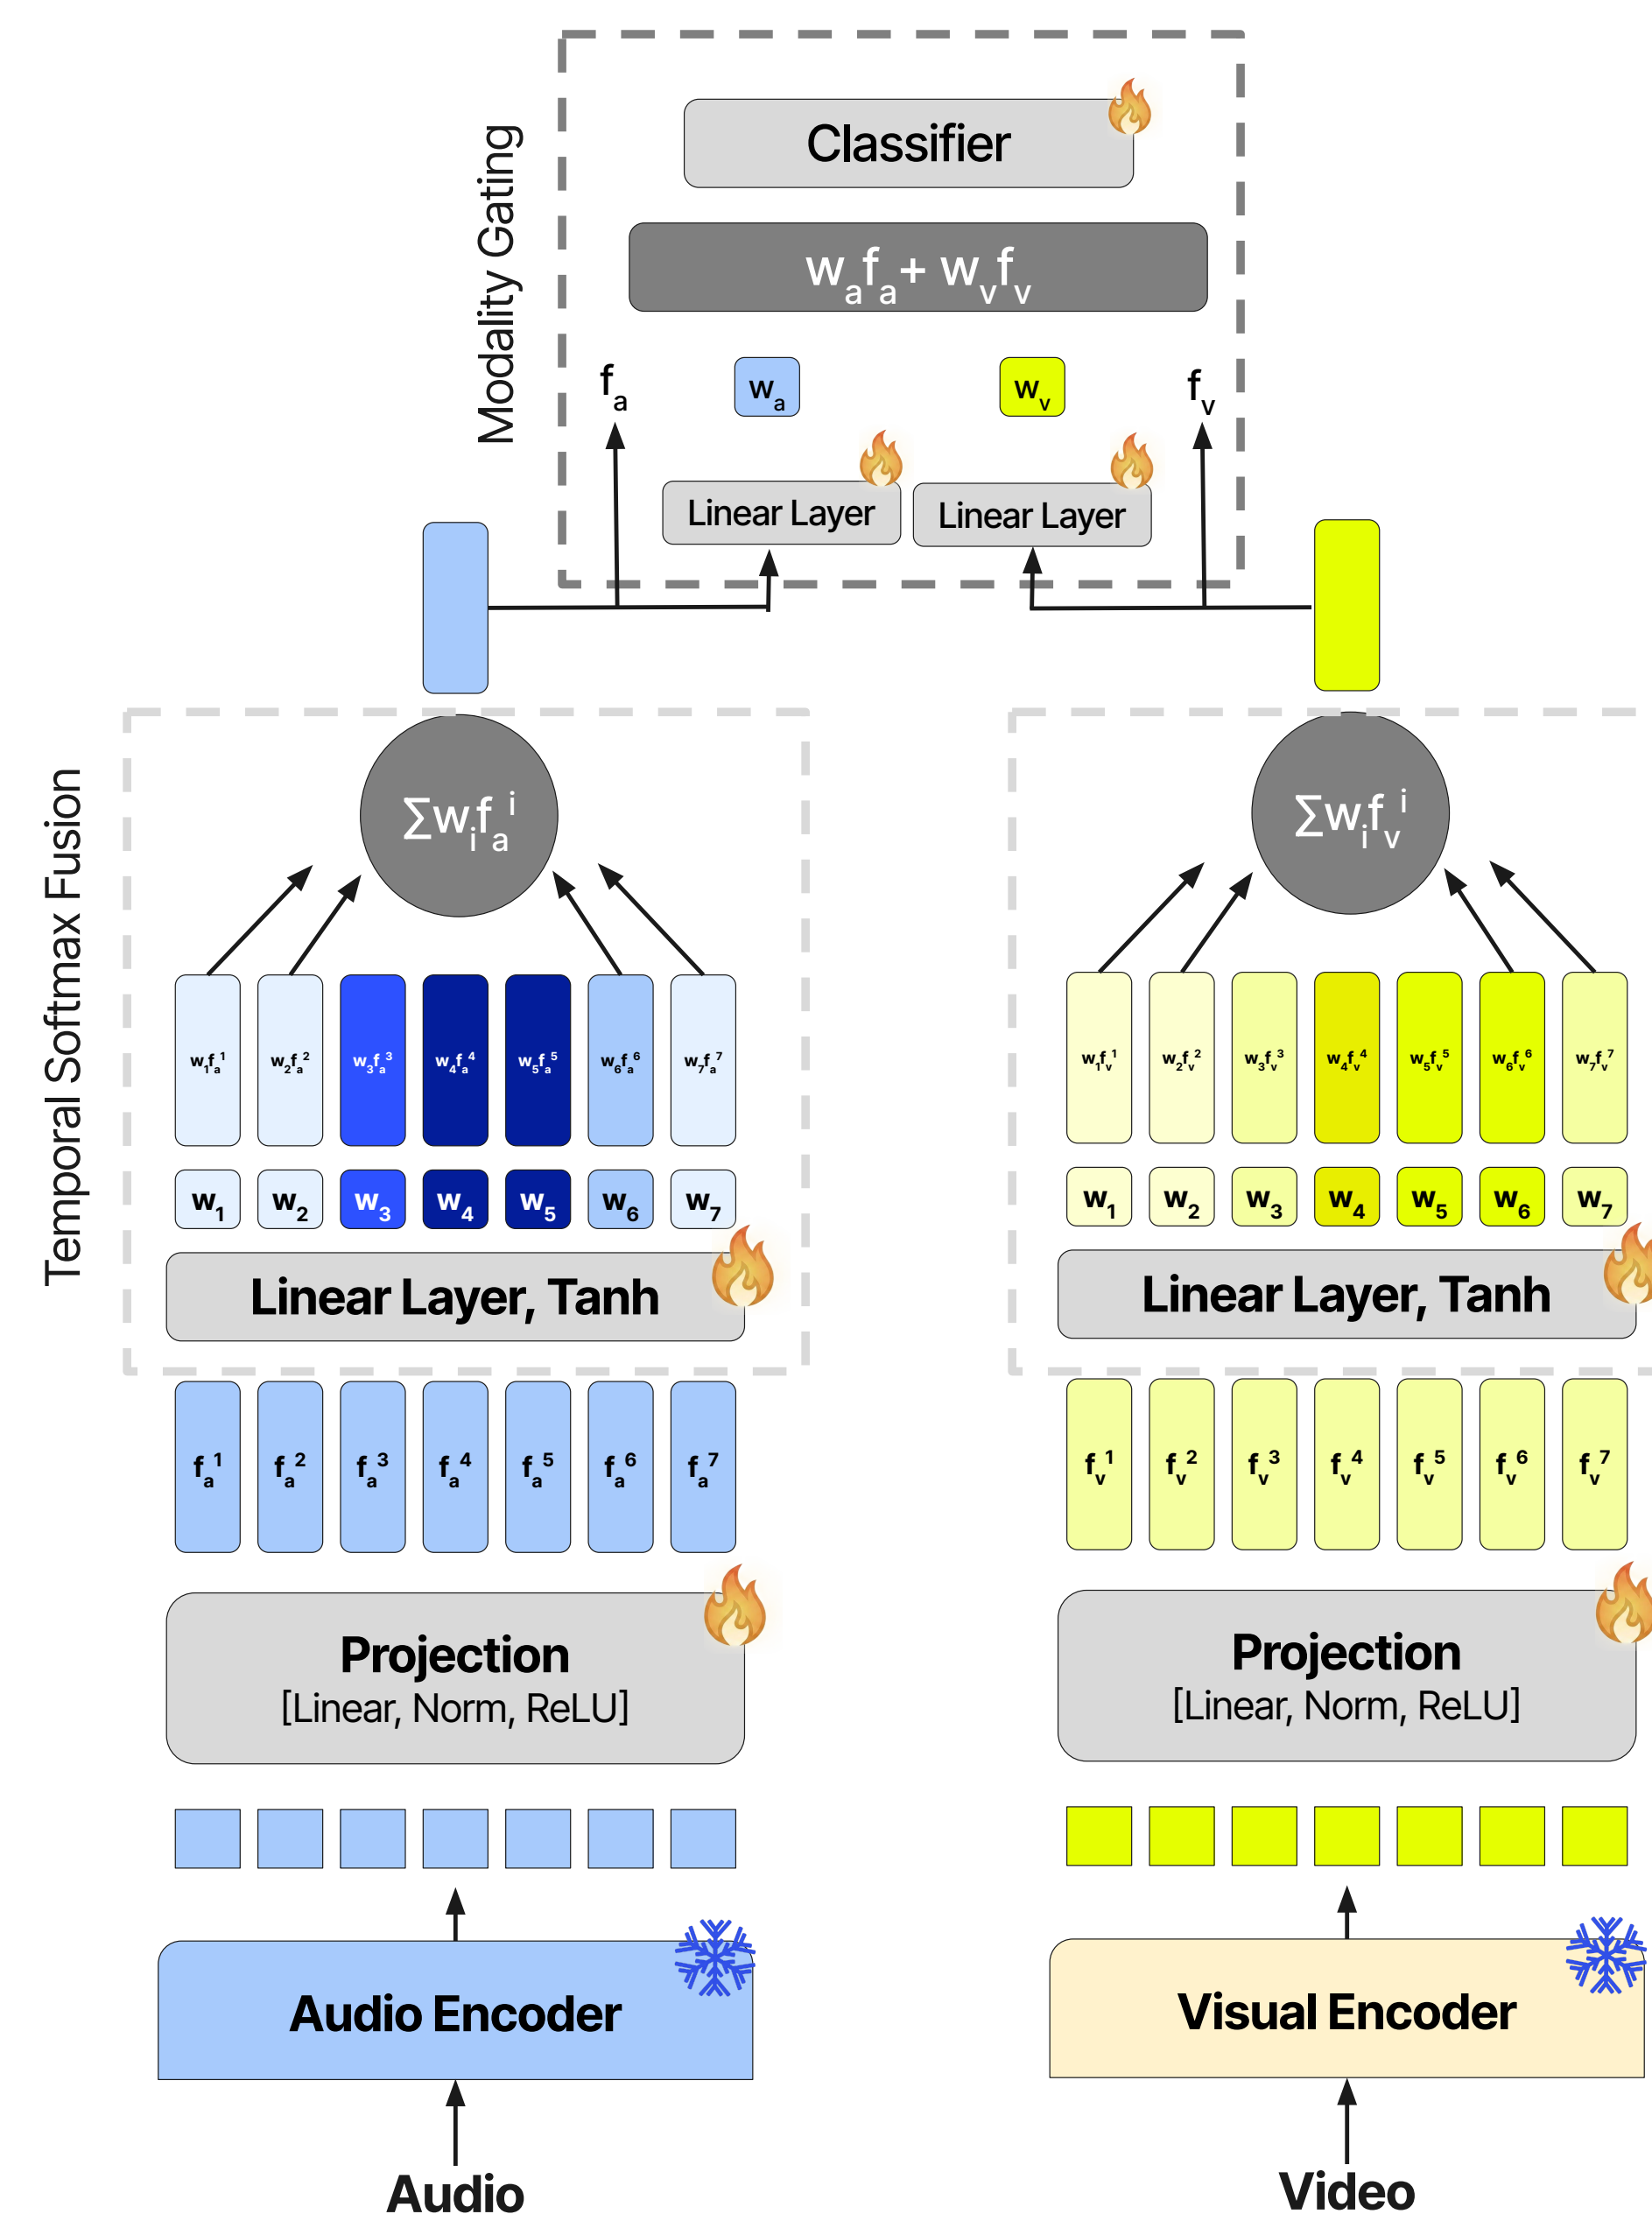 Modality Gating
Classifier
wₐfₐ+ wᵥfᵥ
fₐ
wₐ
wᵥ
fᵥ
Linear Layer
Linear Layer
Temporal Softmax Fusion
∑wᵢfₐⁱ
∑wᵢfᵥⁱ
w₁fₐ¹ w₂fₐ² w₃fₐ³ w₄fₐ⁴ w₅fₐ⁵ w₆fₐ⁶ w₇fₐ⁷
w₁fᵥ¹ w₂fᵥ² w₃fᵥ³ w₄fᵥ⁴ w₅fᵥ⁵ w₆fᵥ⁶ w₇fᵥ⁷
w₁ w₂ w₃ w₄ w₅ w₆ w₇
w₁ w₂ w₃ w₄ w₅ w₆ w₇
Linear Layer, Tanh
Linear Layer, Tanh
fₐ¹ fₐ² fₐ³ fₐ⁴ fₐ⁵ fₐ⁶ fₐ⁷
fᵥ¹ fᵥ² fᵥ³ fᵥ⁴ fᵥ⁵ fᵥ⁶ fᵥ⁷
Projection
[Linear, Norm, ReLU]
Projection
[Linear, Norm, ReLU]
Audio Encoder
Visual Encoder
Audio
Video